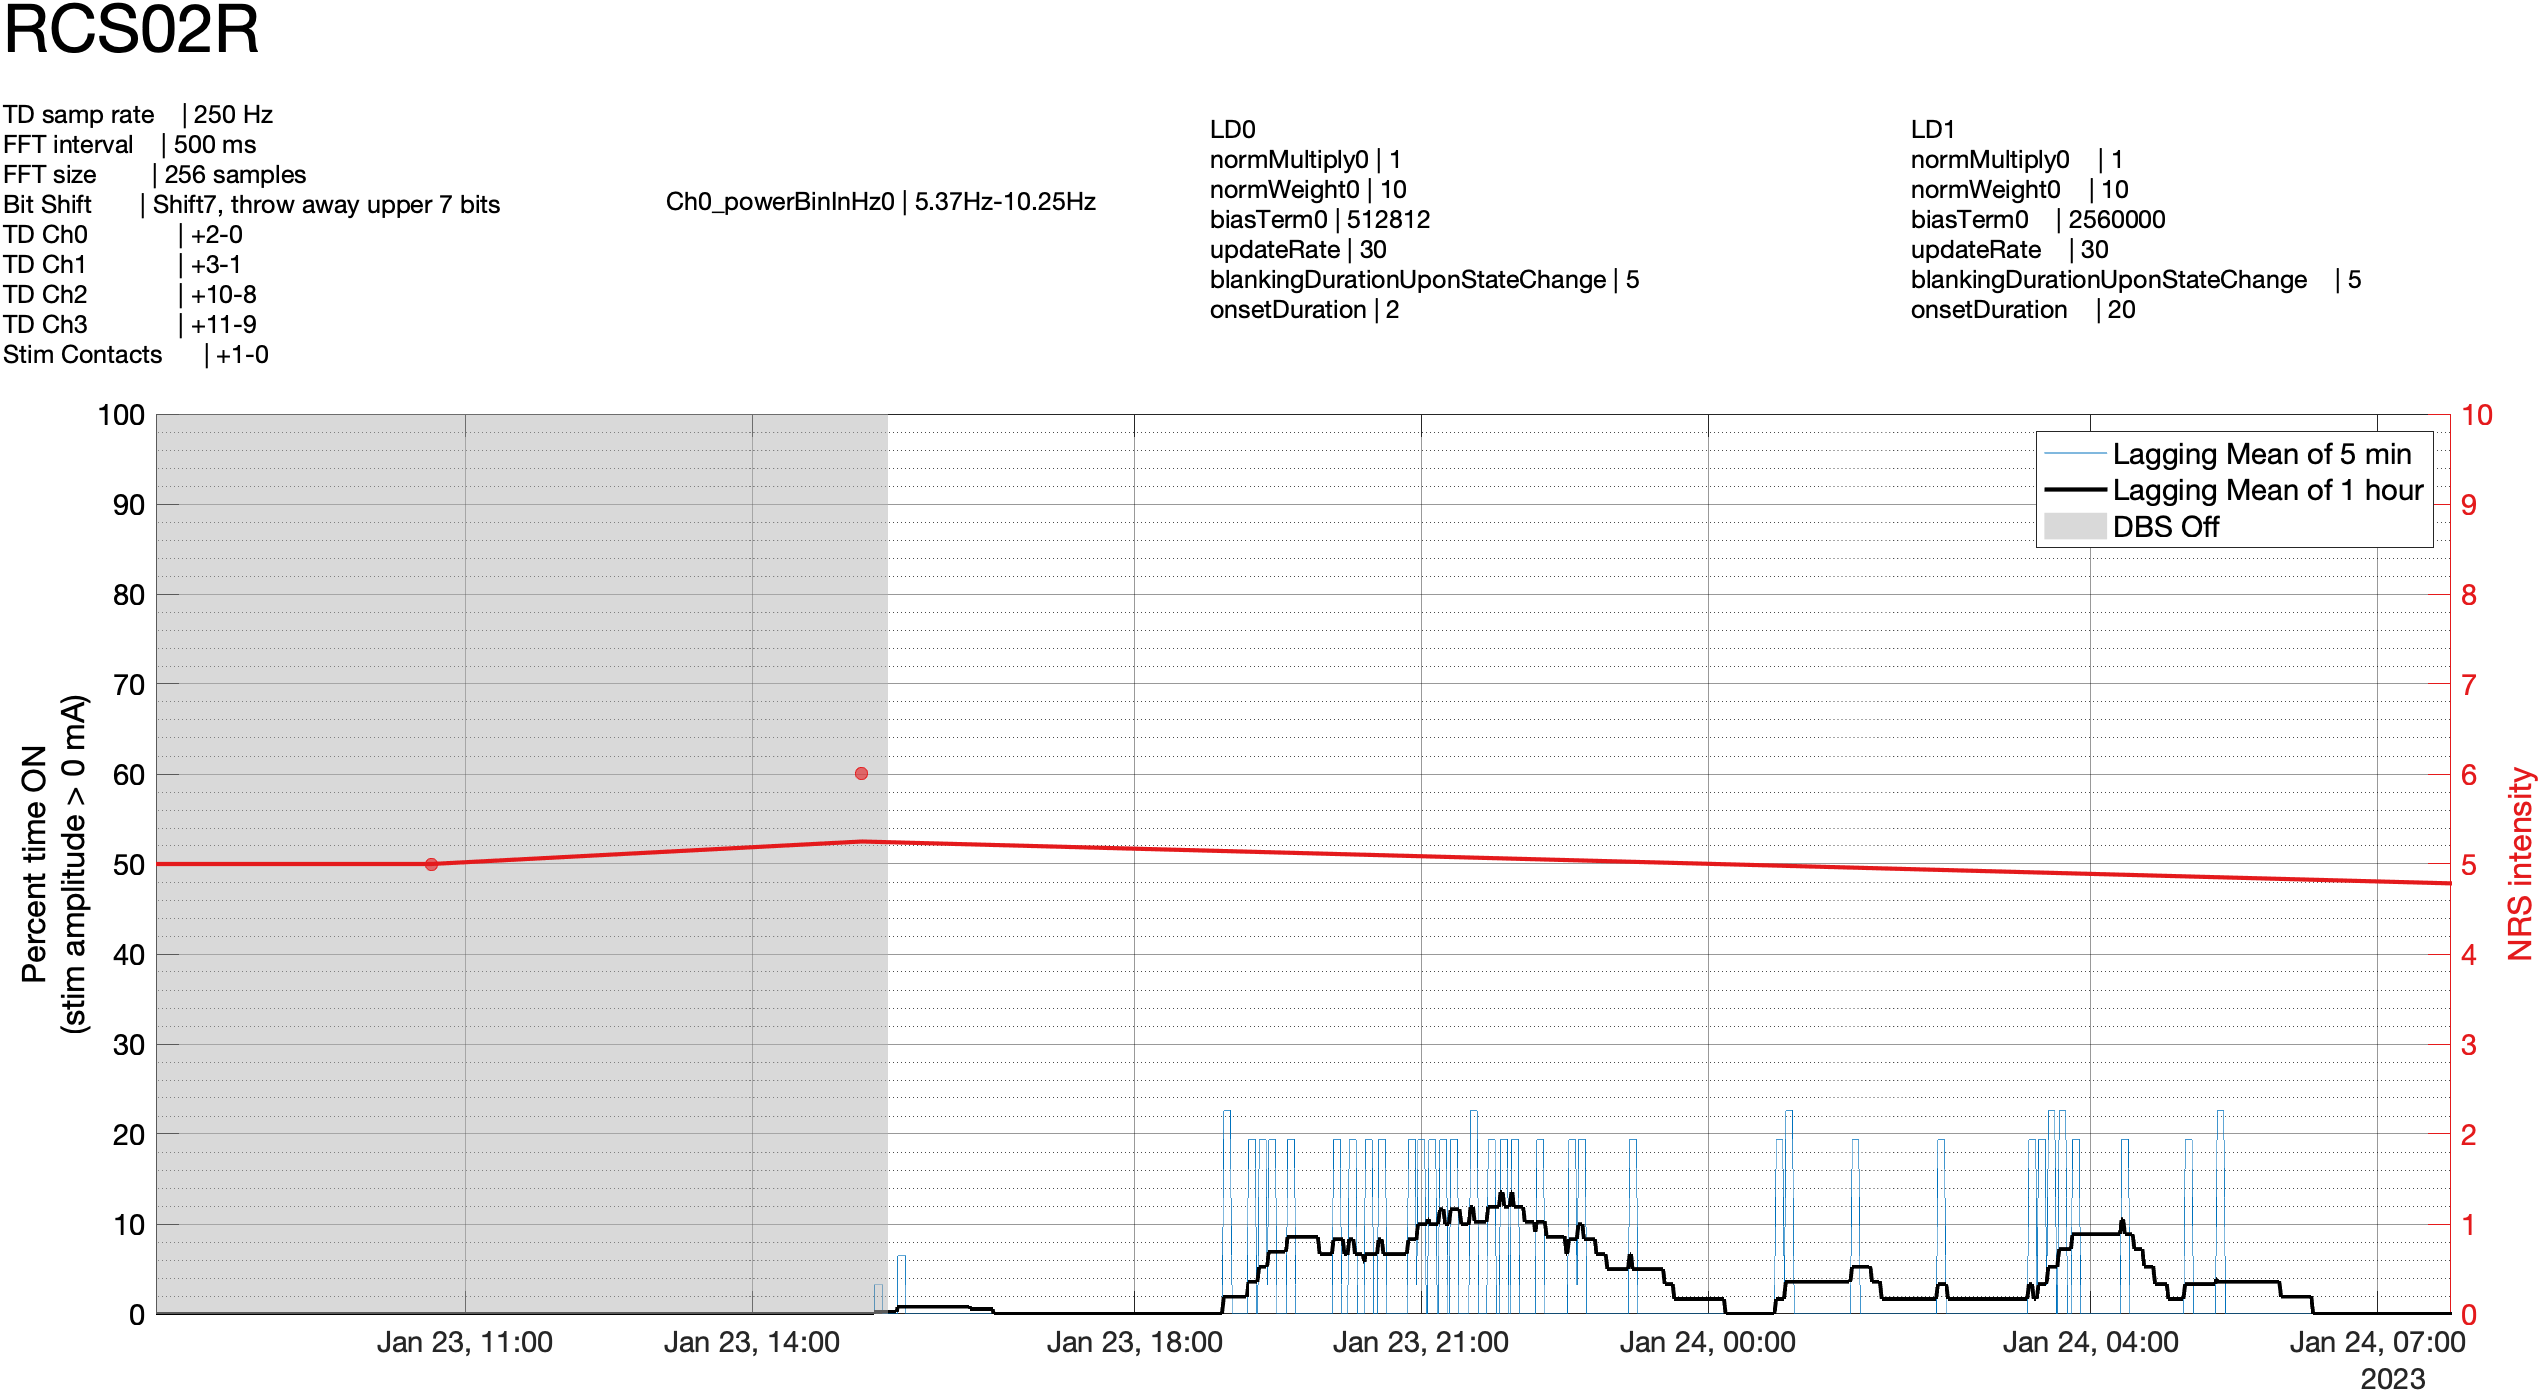 RCS02R
TD samp rate | 250 Hz
FFT interval | 500 ms
FFT size | 256 samples
Bit Shift | Shift7, throw away upper 7 bits
TD Ch0 | +2-0
TD Ch1 | +3-1
TD Ch2 | +10-8
TD Ch3 | +11-9
Stim Contacts | +1-0
Ch0_powerBinInHz0 | 5.37Hz-10.25Hz
LD0
normMultiply0 | 1
normWeight0 | 10
biasTerm0 | 512812
updateRate | 30
blankingDurationUponStateChange | 5
onsetDuration | 2
LD1
normMultiply0 | 1
normWeight0 | 10
biasTerm0 | 2560000
updateRate | 30
blankingDurationUponStateChange | 5
onsetDuration | 20
Percent time ON
(stim amplitude > 0 mA)
100
90
80
70
60
50
40
30
20
10
0
Lagging Mean of 5 min
Lagging Mean of 1 hour
DBS Off
10
9
8
7
6
5
4
3
2
1
0
NRS intensity
Jan 23, 11:00
Jan 23, 14:00
Jan 23, 18:00
Jan 23, 21:00
Jan 24, 00:00
Jan 24, 04:00
Jan 24, 07:00
2023